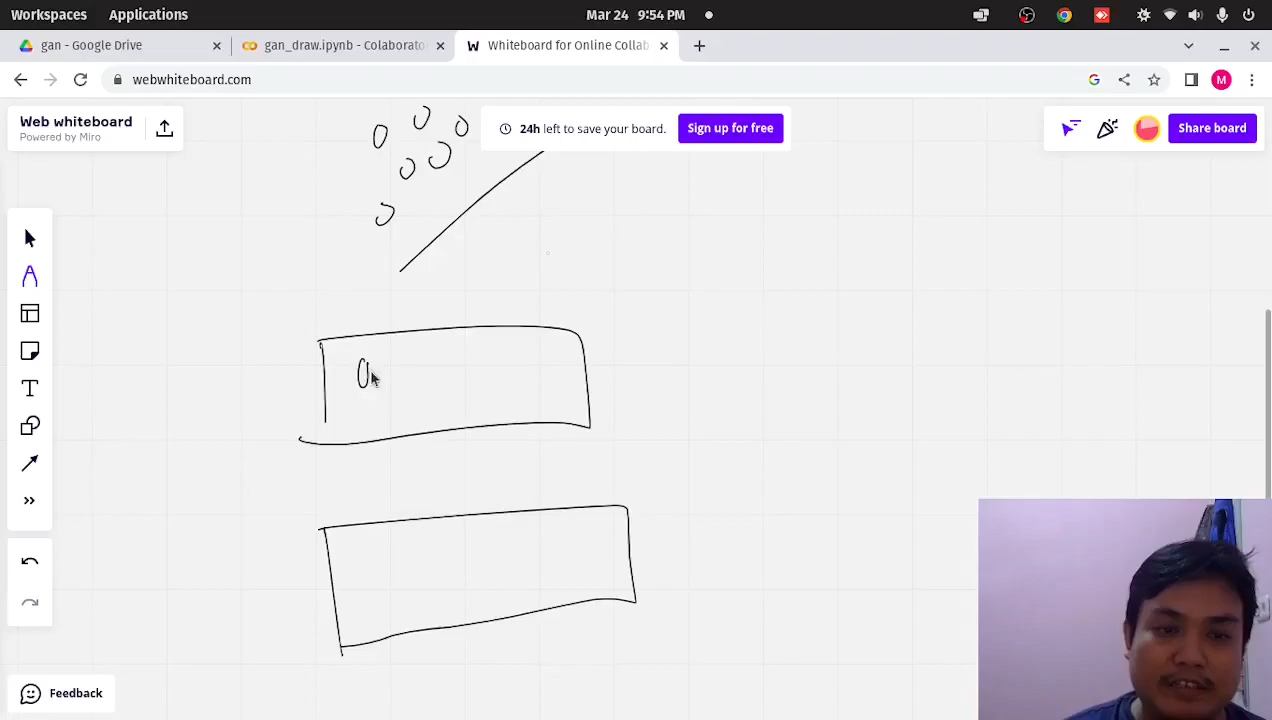 Workspaces Applications Mar 24 9:54 PM
gan - Google Drive gan_draw.ipynb - Colaborato Whiteboard for Online Collab
webwhiteboard.com M
Web whiteboard
Powered by Miro
24h left to save your board. Sign up for free
Share board
T
Feedback